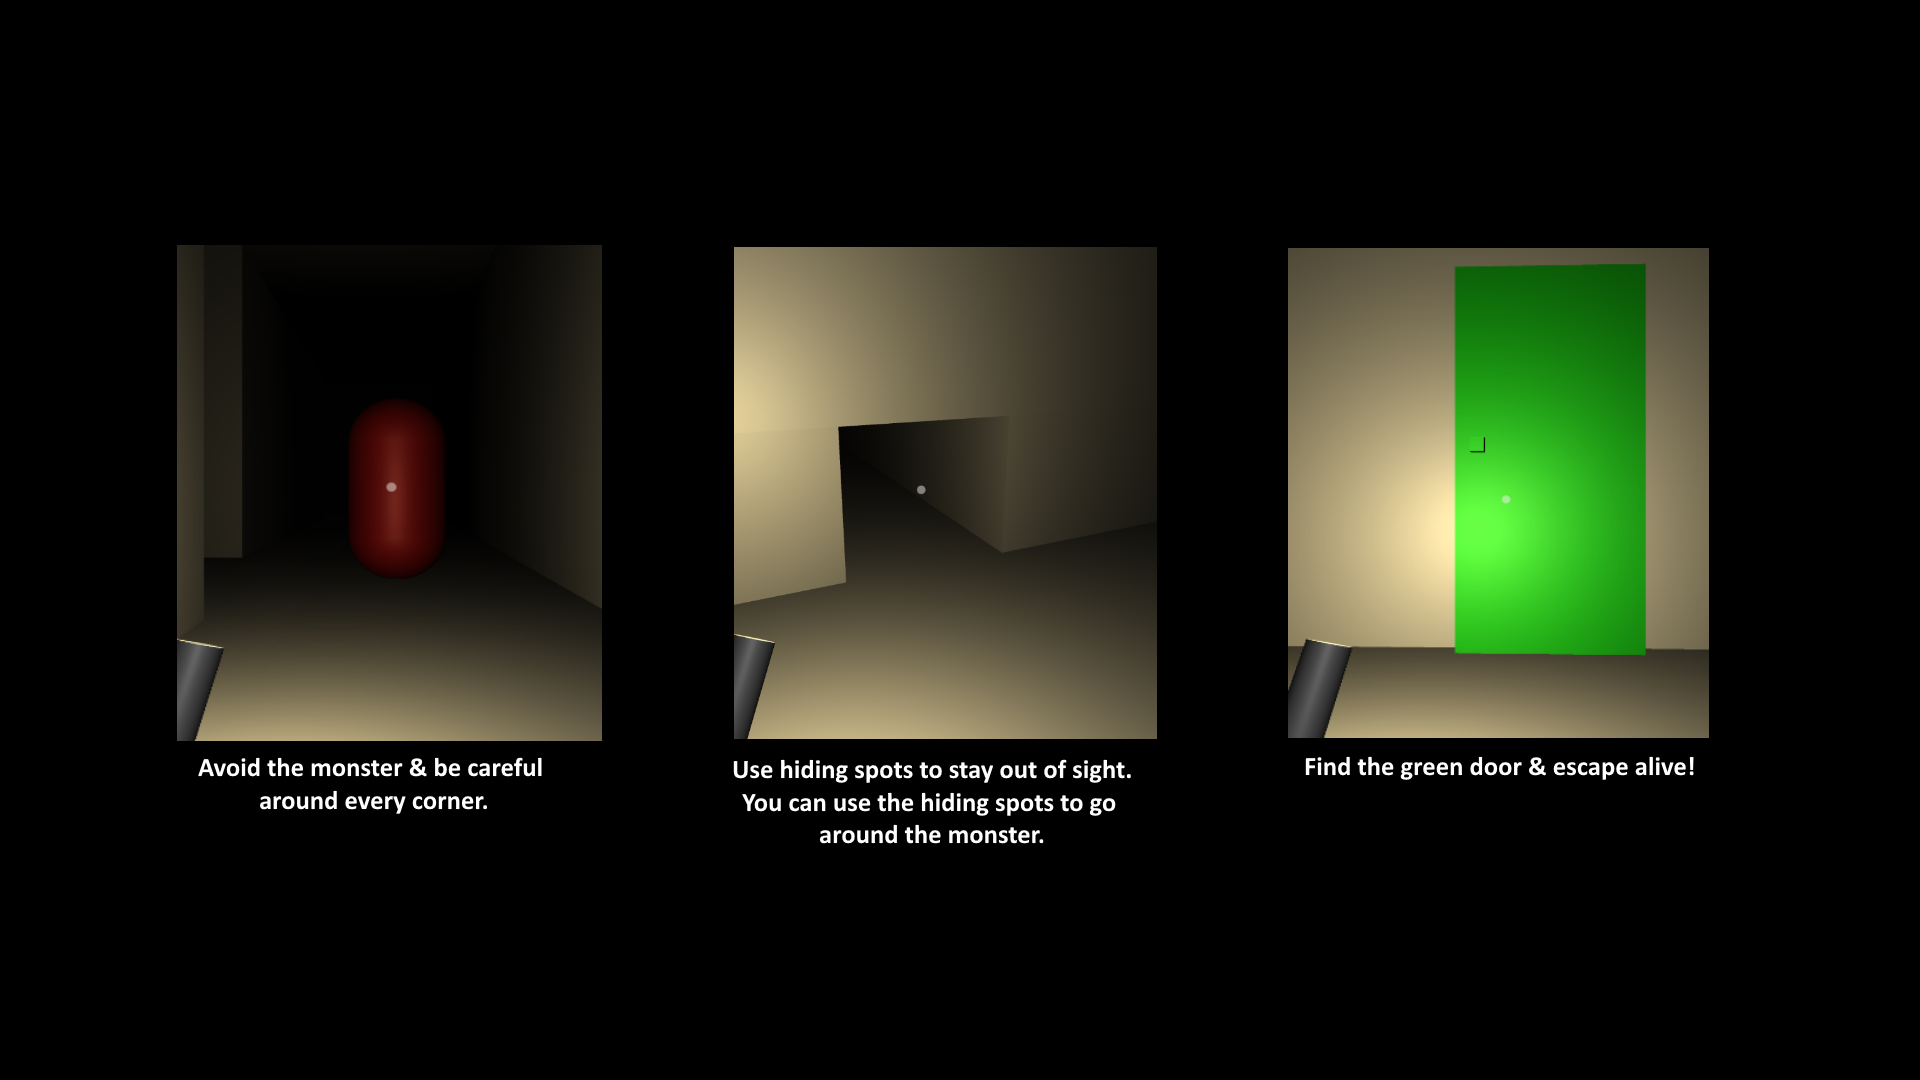 Avoid the monster & be careful
around every corner.
Use hiding spots to stay out of sight.
You can use the hiding spots to go
around the monster.
Find the green door & escape alive!